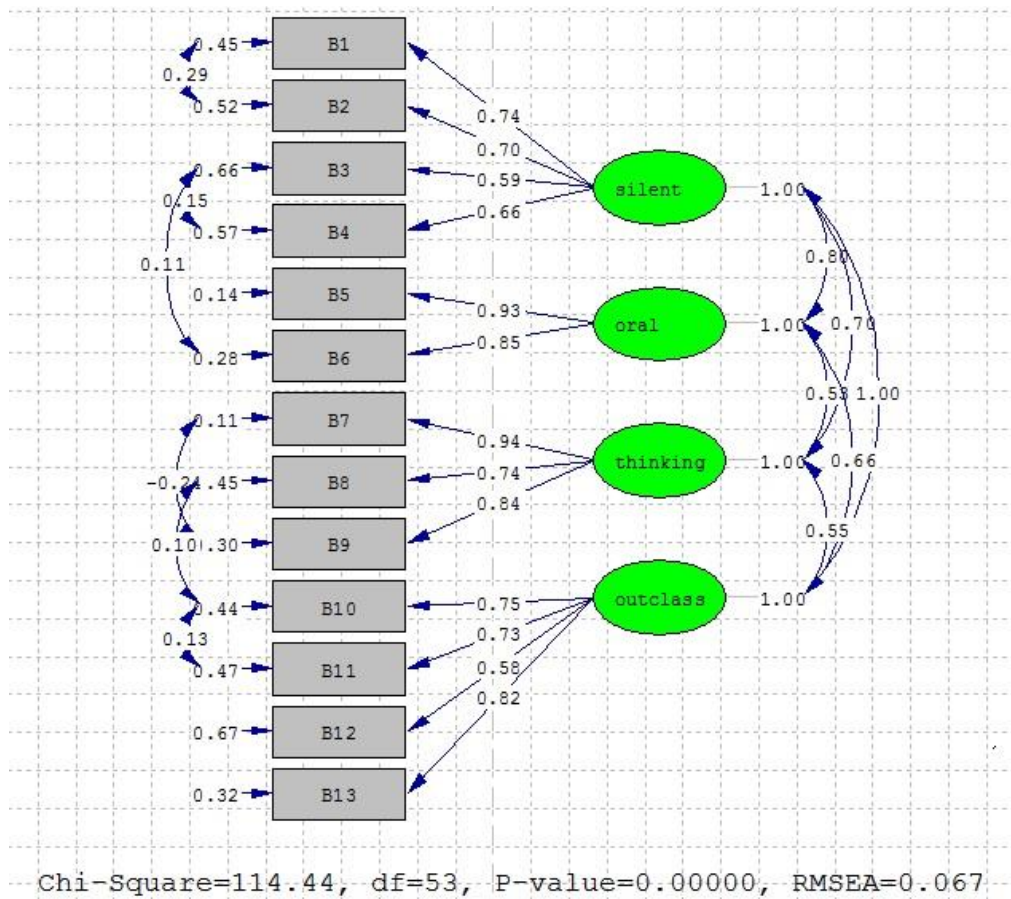 0.45 B1
0.29
0.74
0.52 B2
0.70
0.66 B3
0.59
silent 1.00
0.15
0.57 B4
0.66
0.80
0.11
0.14 B5
0.93
oral 1.00
0.70
0.85
0.28 B6
0.53 1.00
0.11 B7
0.94
0.66
thinking 1.00
0.74
B8
0.84
0.55
0.10 B9
0.44 B10
0.75
outclass 1.00
0.73
0.13
0.47 B11
0.58
0.82
0.67 B12
0.32 B13
Chi-Square=114.44, df=53, P-value=0.00000, RMSEA=0.067